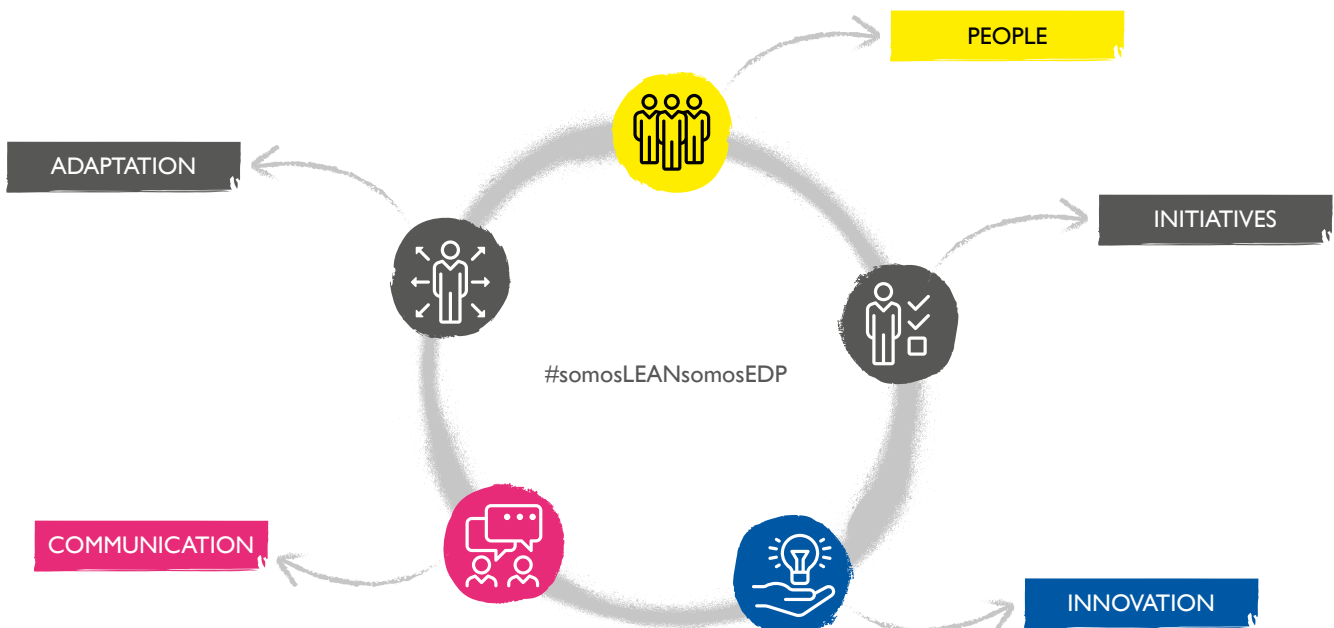 PEOPLE
ADAPTATION
INITIATIVES
#somosLEANsomosEDP
COMMUNICATION
INNOVATION